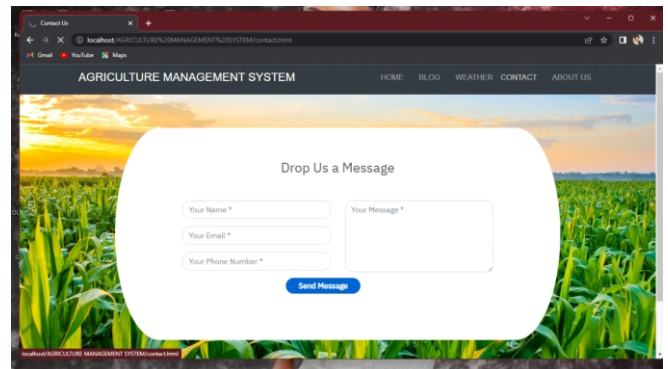 Contact Us
localhost/AGRICULTURE%20MANAGEMENT%20SYSTEM/contact.html
Gmail YouTube Maps
AGRICULTURE MANAGEMENT SYSTEM HOME BLOG WEATHER CONTACT ABOUT US
Drop Us a Message
Your Name * Your Message *
Your Email *
Your Phone Number *
Send Message
localhost/AGRICULTURE MANAGEMENT SYSTEM/contact.html